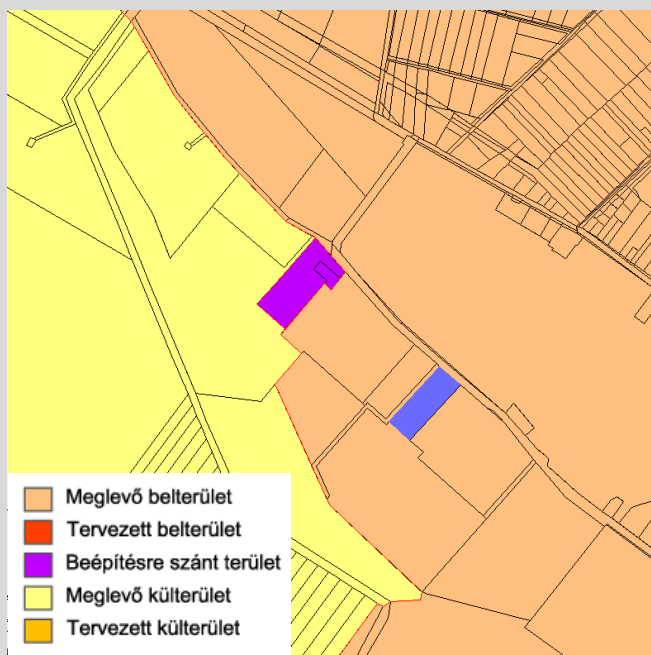 Meglevő belterület
Tervezett belterület
Beépítésre szánt terület
Meglevő külterület
Tervezett külterület